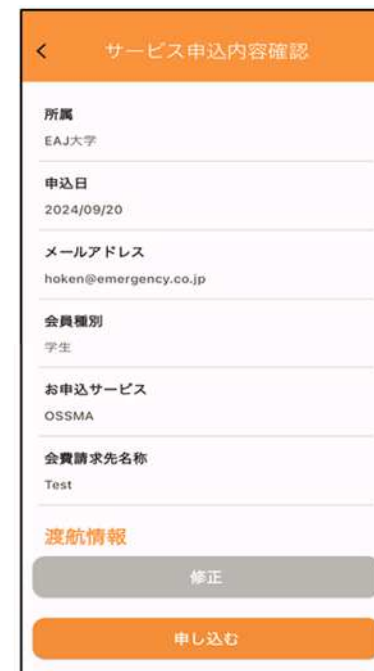 サービス申込内容確認
所属
EAJ大学
申込日
2024/09/20
メールアドレス
hoken@emergency.co.jp
会員種別
学生
お申込サービス
OSSMA
会費請求先名称
Test
渡航情報
修正
申し込む